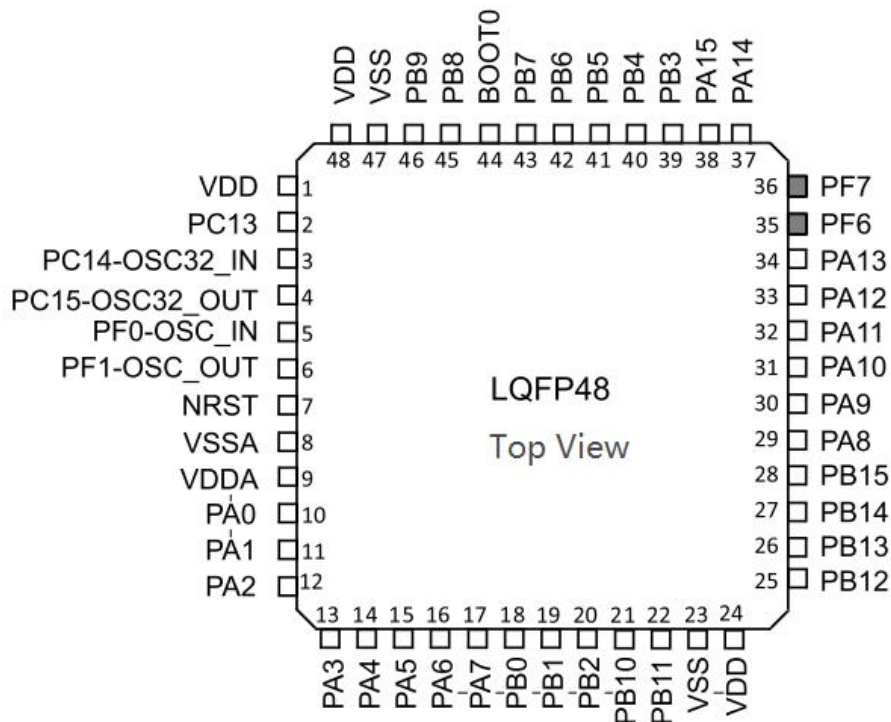 VDD
VSS
PB9
PB8
BOOT0
PB7
PB6
PB5
PB4
PB3
PA15
PA14
48 47 46 45 44 43 42 41 40 39 38 37
VDD 1 36 PF7
PC13 2 35 PF6
PC14-OSC32_IN 3 34 PA13
PC15-OSC32_OUT 4 33 PA12
PF0-OSC_IN 5 32 PA11
PF1-OSC_OUT 6 31 PA10
LQFP48
NRST 7 30 PA9
VSSA 8 29 PA8
Top View
VDDA 9 28 PB15
PA0 10 27 PB14
PA1 11 26 PB13
PA2 12 25 PB12
13 14 15 16 17 18 19 20 21 22 23 24
PA3
PA4
PA5
PA6
PA7
PB0
PB1
PB2
PB10
PB11
VSS
VDD